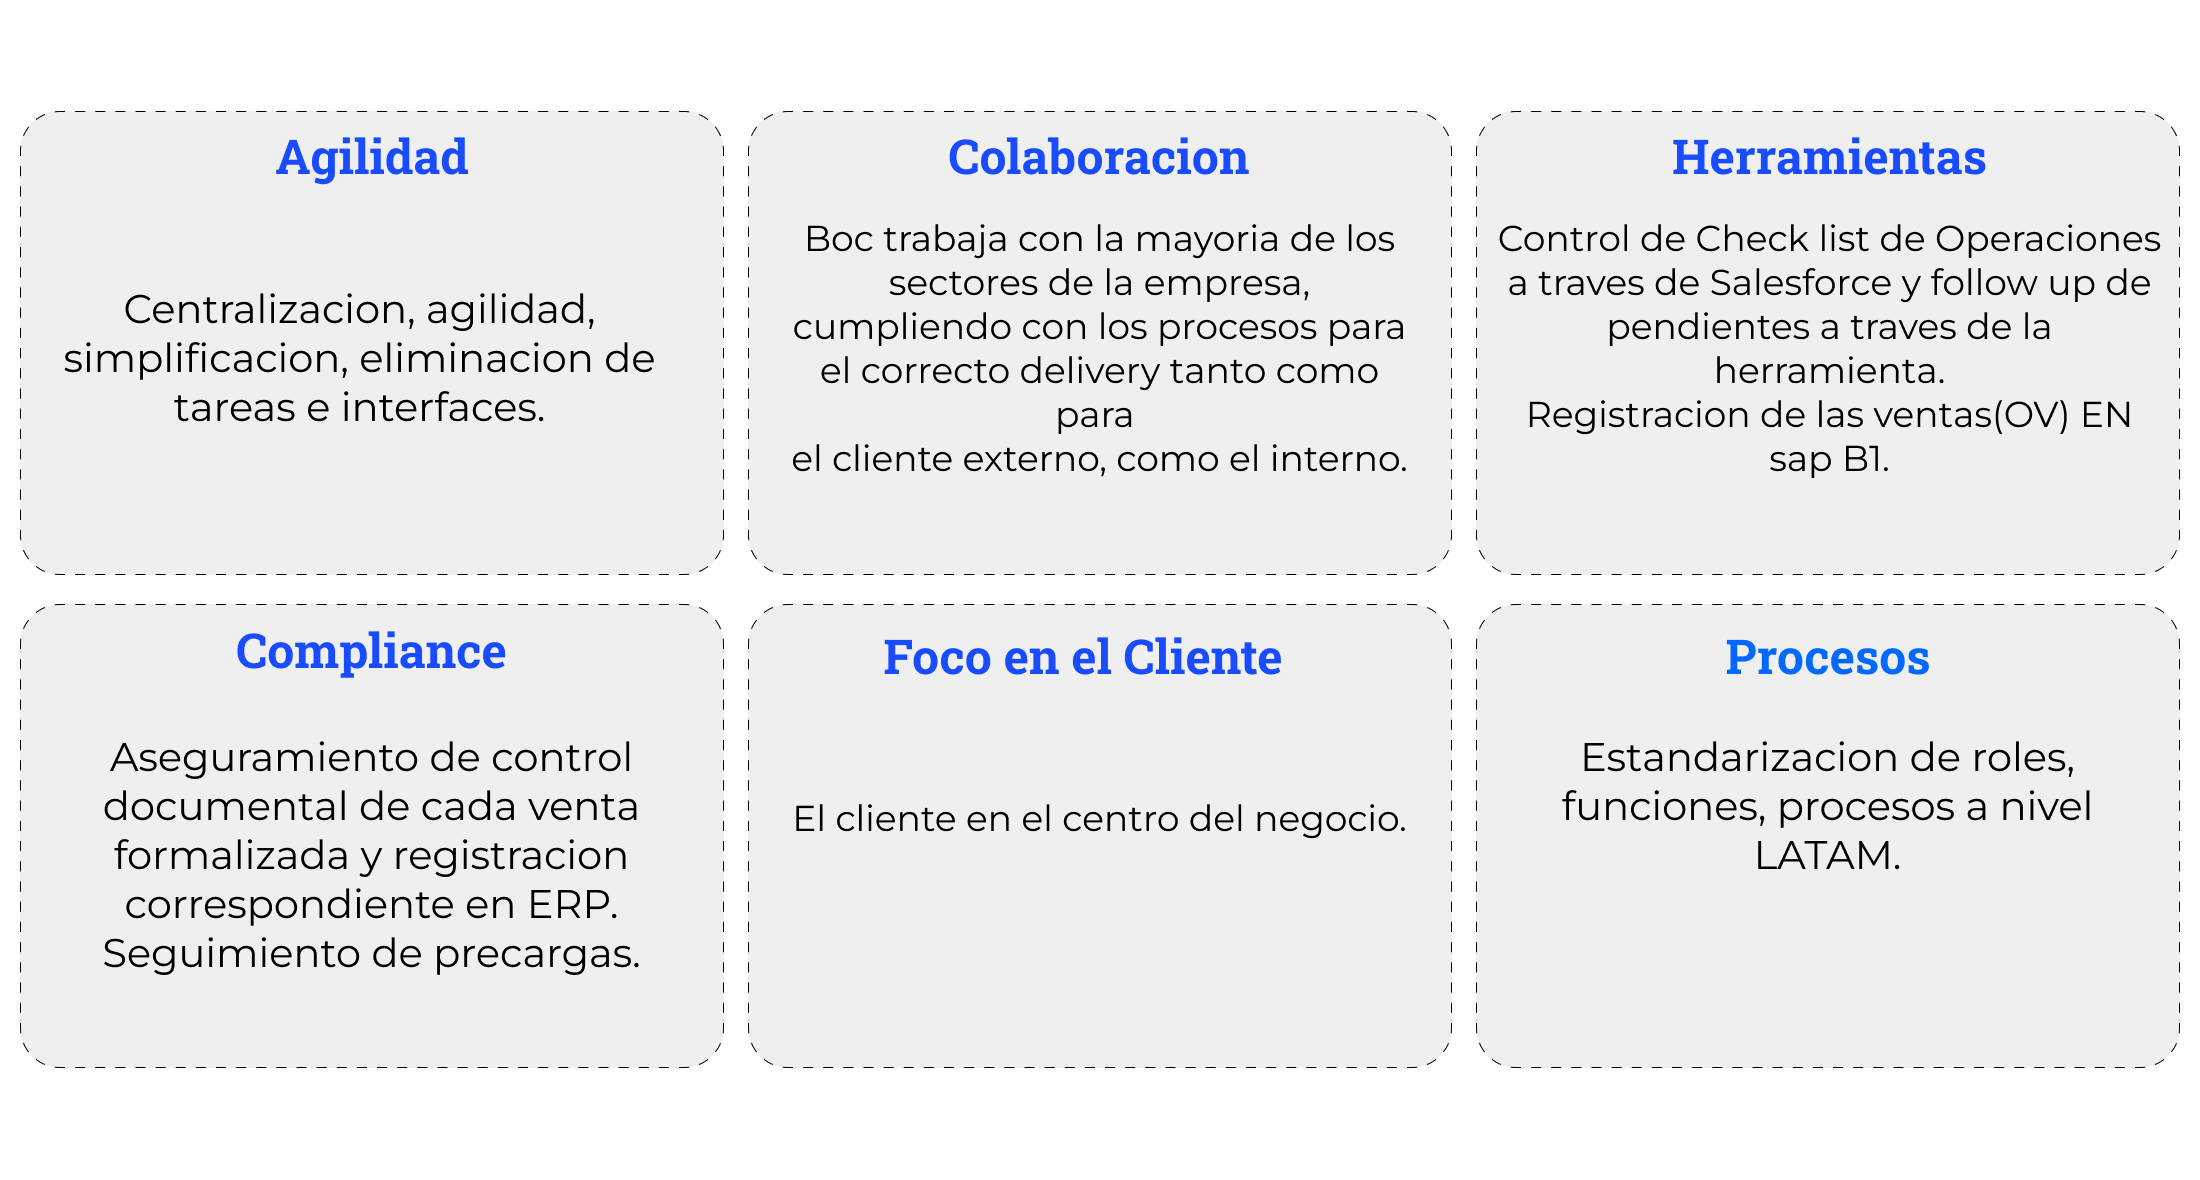 Agilidad
Centralizacion, agilidad,
simplificacion, eliminacion de
tareas e interfaces.
Colaboracion
Boc trabaja con la mayoria de los
sectores de la empresa,
cumpliendo con los procesos para
el correcto delivery tanto como
para
el cliente externo, como el interno.
Herramientas
Control de Check list de Operaciones
a traves de Salesforce y follow up de
pendientes a traves de la
herramienta.
Registracion de las ventas(OV) EN
sap B1.
Compliance
Aseguramiento de control
documental de cada venta
formalizada y registracion
correspondiente en ERP.
Seguimiento de precargas.
Foco en el Cliente
El cliente en el centro del negocio.
Procesos
Estandarizacion de roles,
funciones, procesos a nivel
LATAM.